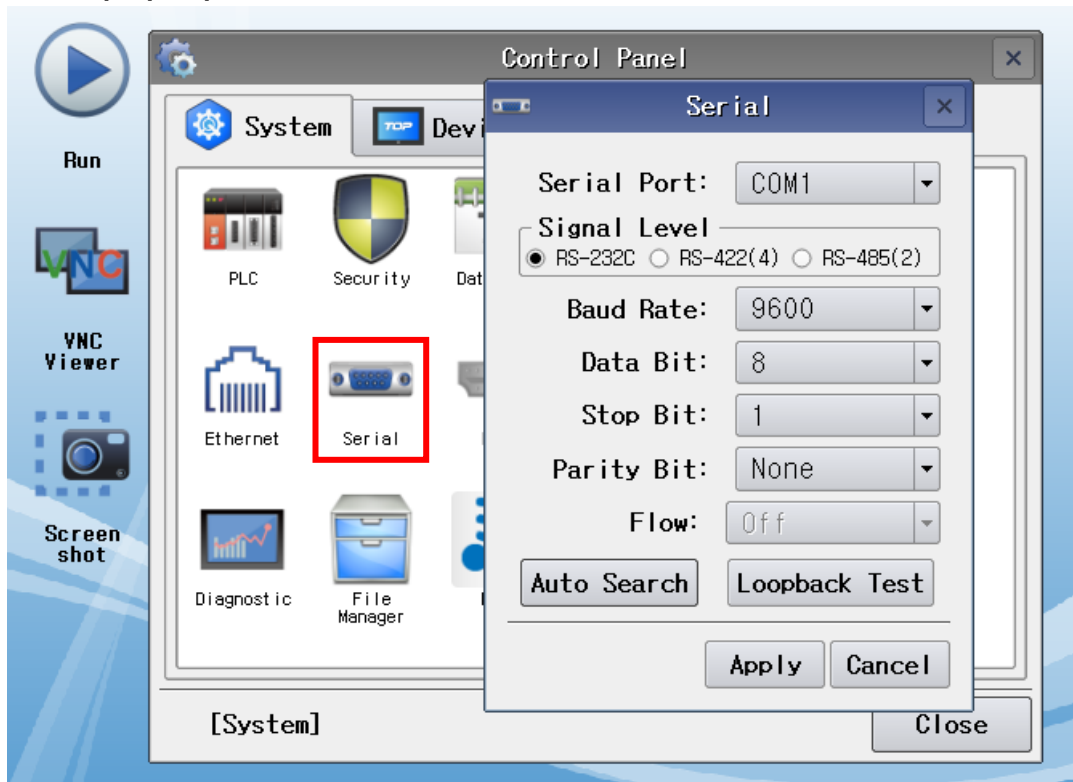 Control Panel
Serial
System
TOP
Devi
Run
Serial Port: COM1
Signal Level
RS-232C RS-422(4) RS-485(2)
PLC
Security
Dat
Baud Rate: 9600
VNC
VNC
Viewer
Data Bit: 8
Stop Bit: 1
Ethernet
Serial
Parity Bit: None
Flow: Off
Screen
shot
Auto Search
Loopback Test
Diagnostic
File
Manager
Apply
Cancel
[System]
Close